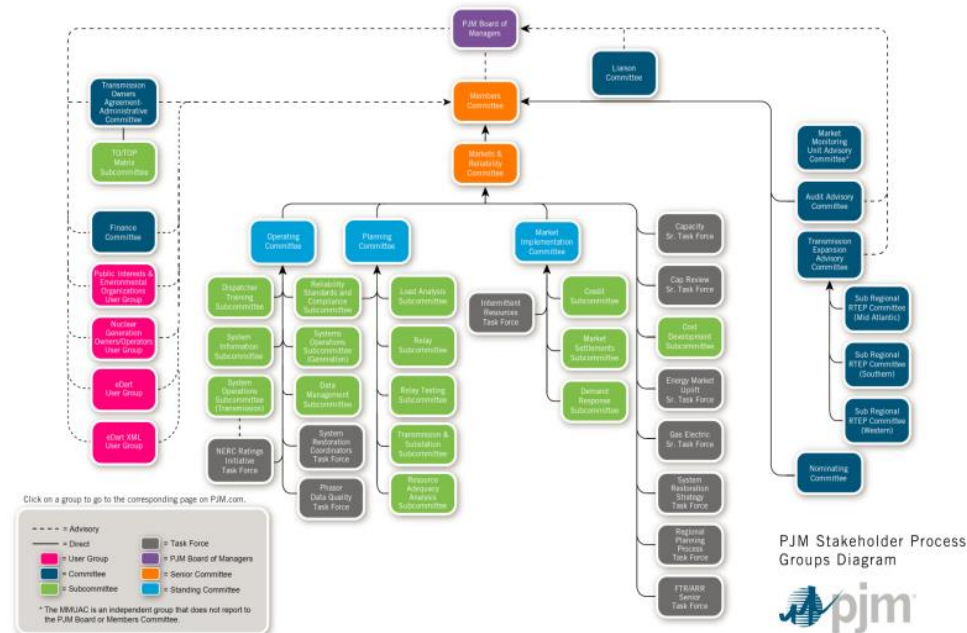 PJM Board of
Managers
Liaison
Committee
Transmission
Owners
Agreement-
Administrative
Committee
Members
Committee
TO/TOP
Matrix
Subcommittee
Markets &
Reliability
Committee
Market
Monitoring
Unit Advisory
Committee*
Audit Advisory
Committee
Finance
Committee
Operating
Committee
Planning
Committee
Market
Implementation
Committee
Capacity
Sr. Task Force
Transmission
Expansion
Advisory
Committee
Public Interests &
Environmental
Organizations
User Group
Dispatcher
Training
Subcommittee
Reliability
Standards and
Compliance
Subcommittee
Load Analysis
Subcommittee
Intermittent
Resources
Task Force
Credit
Subcommittee
Cap Review
Sr. Task Force
Sub Regional
RTEP Committee
(Mid Atlantic)
Nuclear
Generation
Owners/Operators
User Group
System
Information
Subcommittee
Systems
Operations
Subcommittee
Relay
Subcommittee
Market
Settlements
Subcommittee
Cost
Development
Subcommittee
Sub Regional
RTEP Committee
(Southern)
eDart
User Group
System
Operations
Subcommittee
(Transmission)
Data
Management
Subcommittee
Relay Testing
Subcommittee
Demand
Response
Subcommittee
Energy Market
Uplift
Sr. Task Force
Sub Regional
RTEP Committee
(Western)
eDart XML
User Group
NERC Ratings
Initiative
Task Force
System
Restoration
Coordinators
Task Force
Transmission &
Substation
Subcommittee
Gas Electric
Sr. Task Force
Nominating
Committee
Phasor
Data Quality
Task Force
Resource
Adequacy
Analysis
Subcommittee
System
Restoration
Strategy
Task Force
Regional
Planning
Process
Task Force
FTR/ARR
Senior
Task Force
Click on a group to go to the corresponding page on PJM.com.
= Advisory
= Direct
= User Group
= Committee
= Subcommittee
= Task Force
= PJM Board of Managers
= Senior Committee
= Standing Committee
* The MMUAC is an independent group that does not report to
the PJM Board or Members Committee.
PJM Stakeholder Process
Groups Diagram
pjm